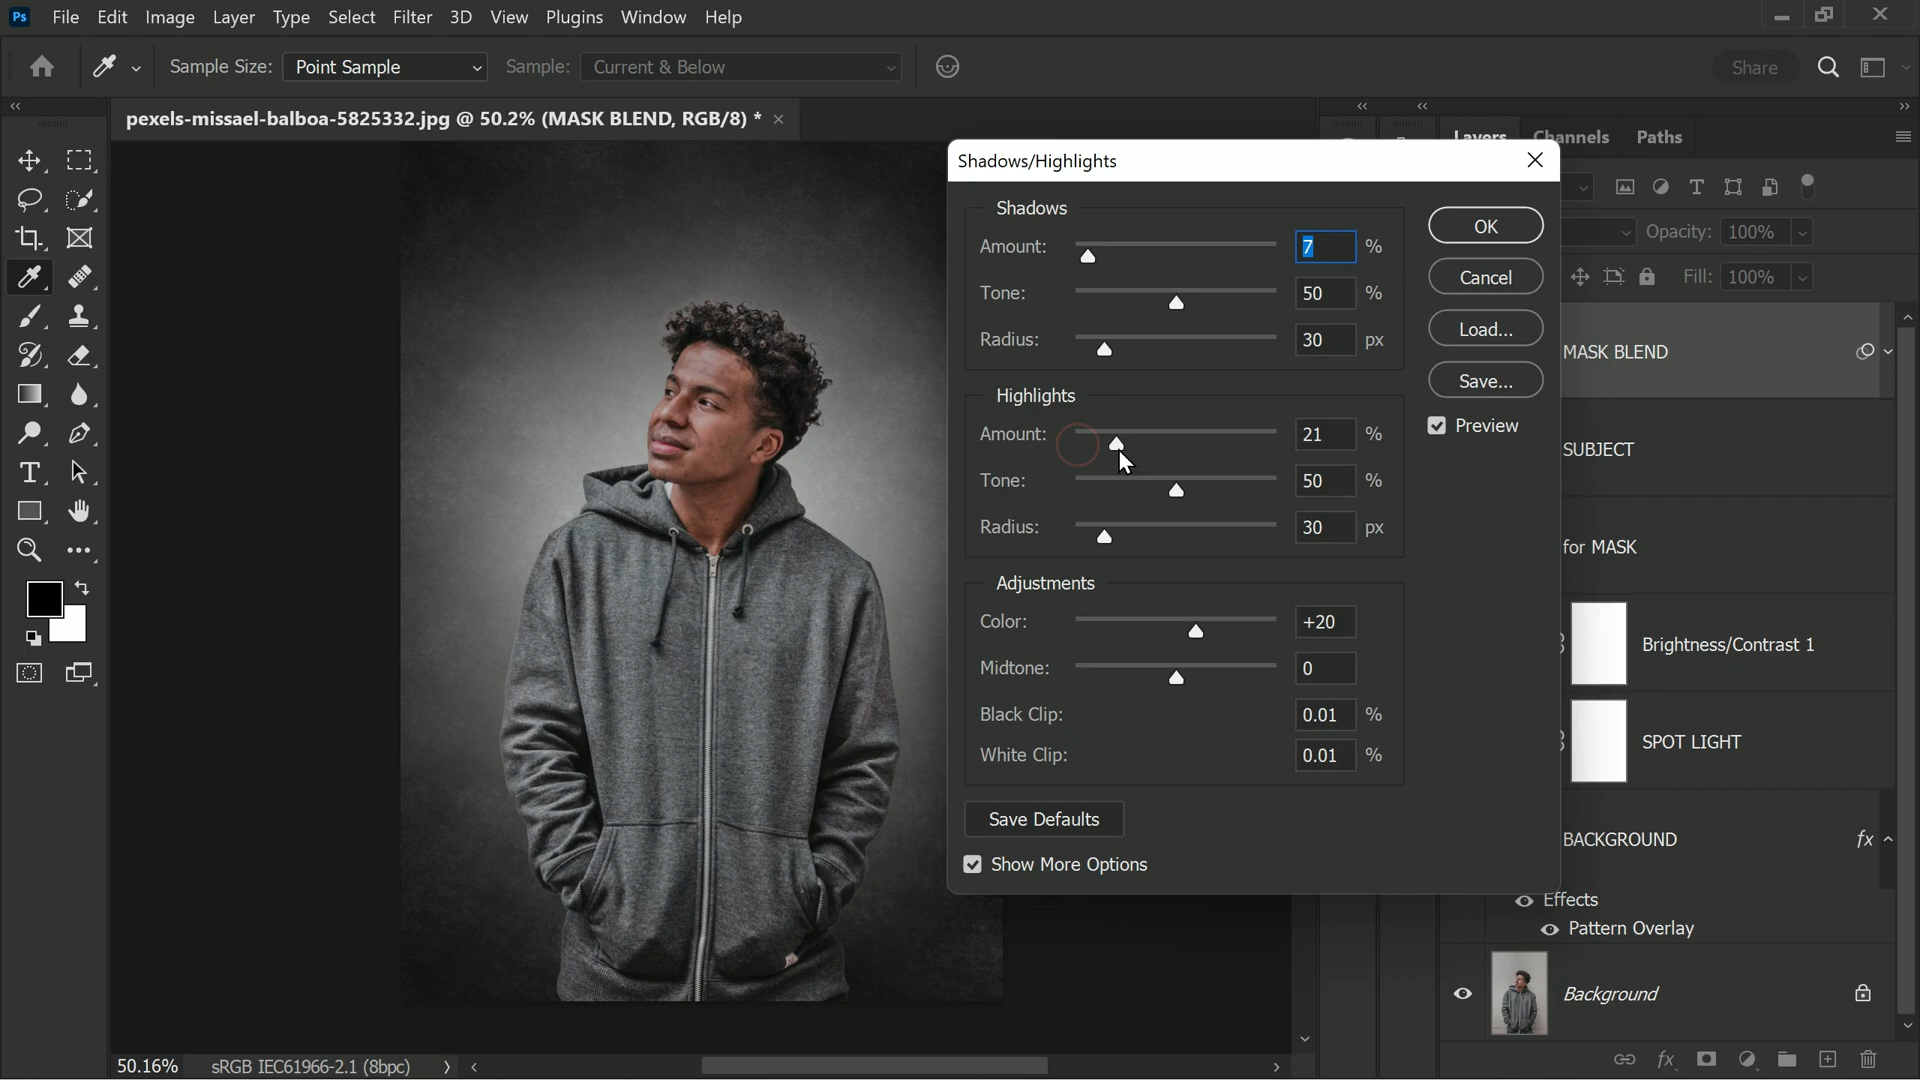 Ps File Edit Image Layer Type Select Filter 3D View Plugins Window Help
Sample Size: Point Sample Sample: Current & Below Share
pexels-missael-balboa-5825332.jpg @ 50.2% (MASK BLEND, RGB/8) *
Layers Channels Paths
Shadows/Highlights
Shadows
Amount: 7 %
Tone: 50 %
Radius: 30 px
Highlights
Amount: 21 %
Tone: 50 %
Radius: 30 px
Adjustments
Color: +20
Midtone: 0
Black Clip: 0.01 %
White Clip: 0.01 %
Save Defaults
Show More Options
OK
Cancel
Load...
Save...
Preview
Opacity: 100%
Fill: 100%
MASK BLEND
SUBJECT
for MASK
Brightness/Contrast 1
SPOT LIGHT
BACKGROUND fx
Effects
Pattern Overlay
Background
fx
50.16% sRGB IEC61966-2.1 (8bpc)